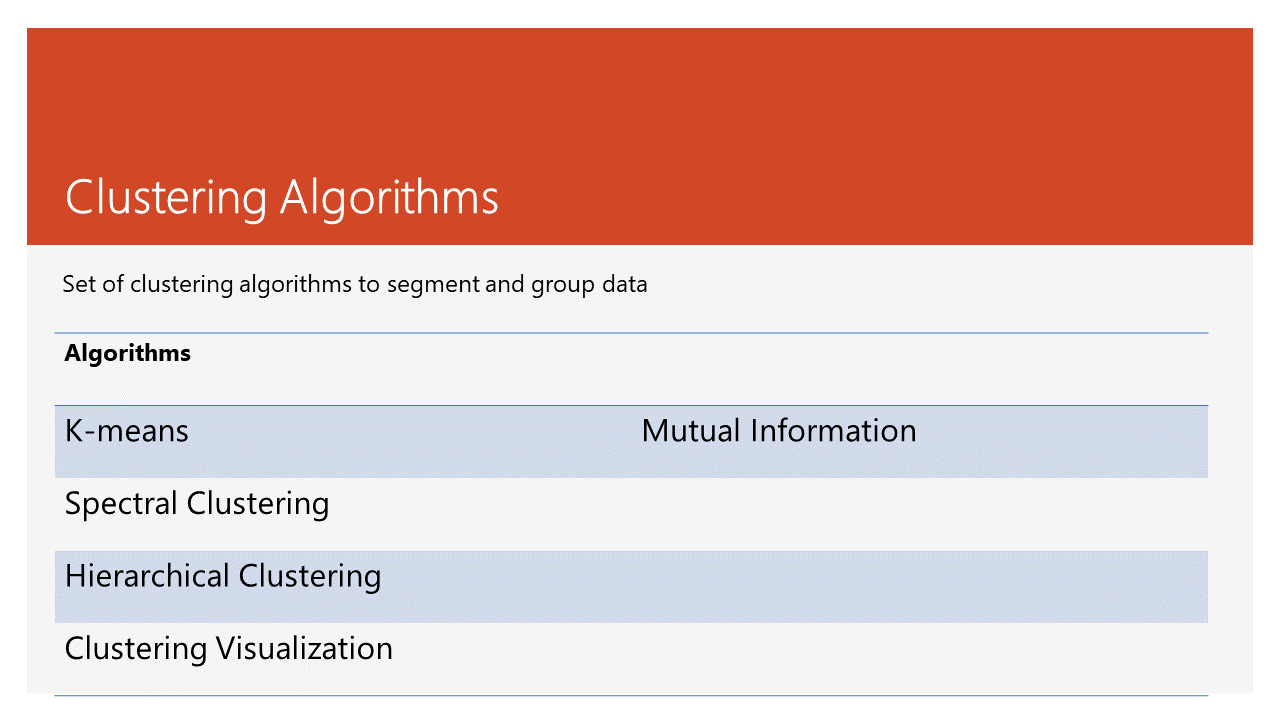 Clustering Algorithms
Set of clustering algorithms to segment and group data
Algorithms
K-means
Mutual Information
Spectral Clustering
Hierarchical Clustering
Clustering Visualization